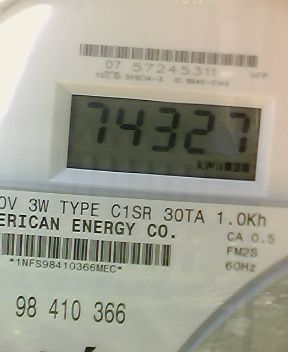 07 57245311
74327
kWh
0V 3W TYPE C1SR 30TA 1.0Kh
ERICAN ENERGY CO.
CA 0.5
FM2S
60Hz
*1NFS98410366MEC*
98 410 366